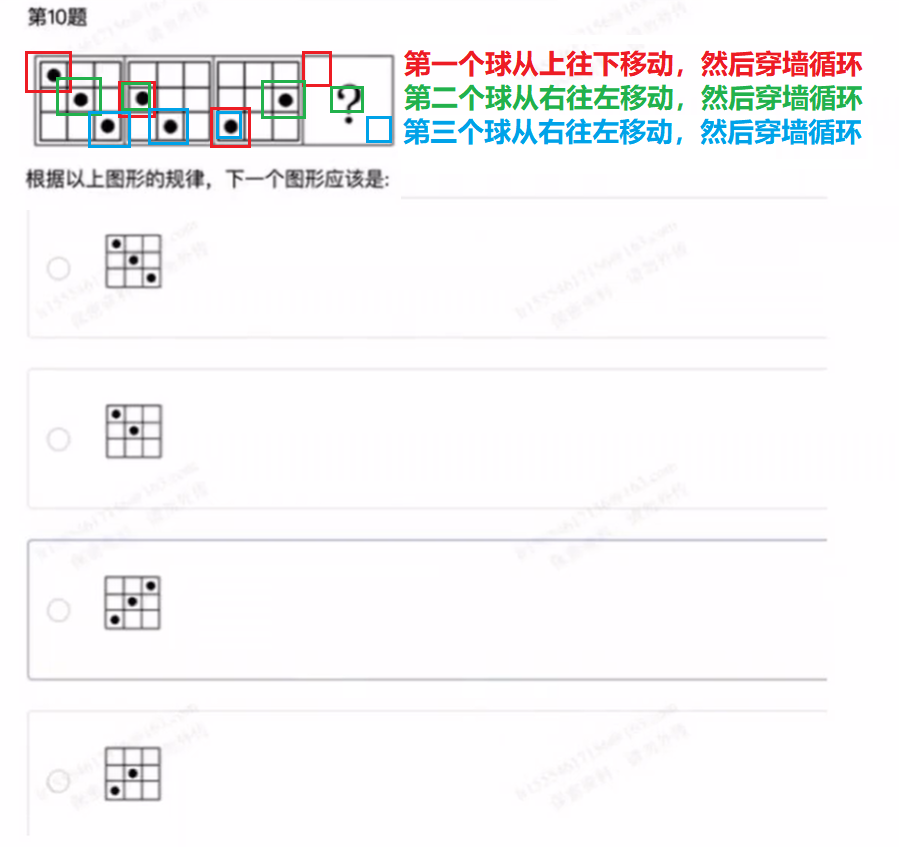 第10题
第一个球从上往下移动，然后穿墙循环
第二个球从右往左移动，然后穿墙循环
?
第三个球从右往左移动，然后穿墙循环
根据以上图形的规律，下一个图形应该是: